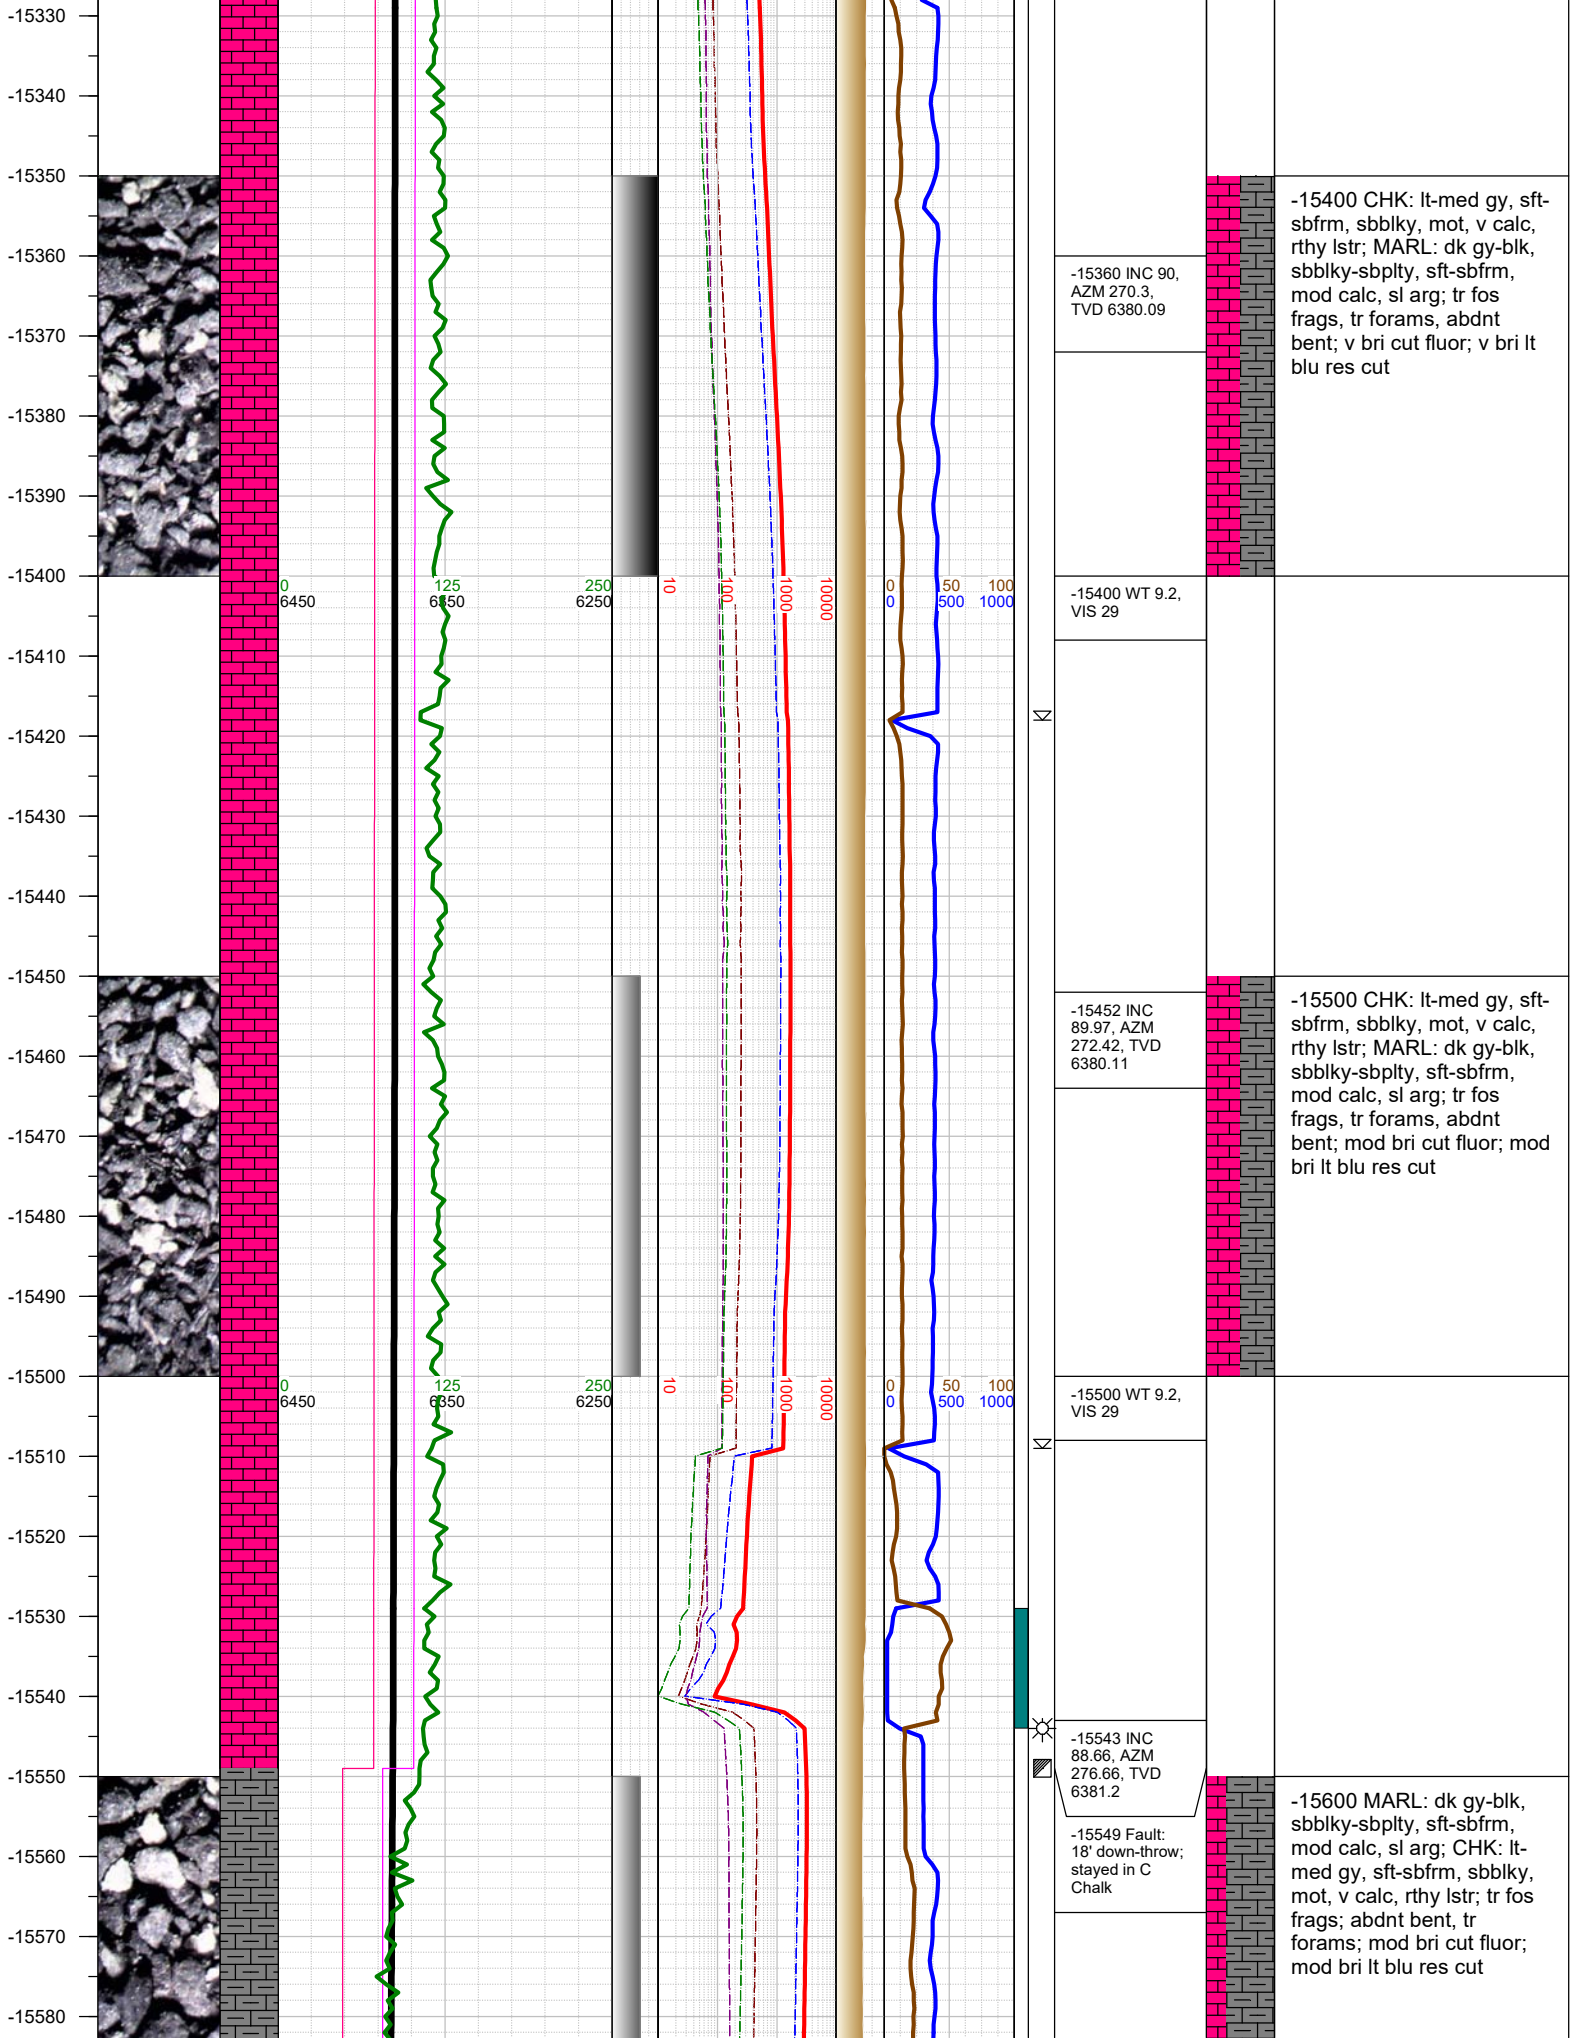 -15330
-15340
-15350
-15360
-15370
-15380
-15390
-15400
-15410
-15420
-15430
-15440
-15450
-15460
-15470
-15480
-15490
-15500
-15510
-15520
-15530
-15540
-15550
-15560
-15570
-15580
0 125 250
6450 6350 6250
10 100 1000 10000
0 50 100
0 500 1000
0 125 250
6450 6350 6250
10 100 1000 10000
0 50 100
0 500 1000
-15360 INC 90,
AZM 270.3,
TVD 6380.09
-15400 WT 9.2,
VIS 29
-15452 INC
89.97, AZM
272.42, TVD
6380.11
-15500 WT 9.2,
VIS 29
-15543 INC
88.66, AZM
276.66, TVD
6381.2
-15549 Fault:
18' down-throw;
stayed in C
Chalk
-15400 CHK: lt-med gy, sft-
sbfrm, sbblky, mot, v calc,
rthy lstr; MARL: dk gy-blk,
sbblky-sbplty, sft-sbfrm,
mod calc, sl arg; tr fos
frags, tr forams, abdnt
bent; v bri cut fluor; v bri lt
blu res cut
-15500 CHK: lt-med gy, sft-
sbfrm, sbblky, mot, v calc,
rthy lstr; MARL: dk gy-blk,
sbblky-sbplty, sft-sbfrm,
mod calc, sl arg; tr fos
frags, tr forams, abdnt
bent; mod bri cut fluor; mod
bri lt blu res cut
-15600 MARL: dk gy-blk,
sbblky-sbplty, sft-sbfrm,
mod calc, sl arg; CHK: lt-
med gy, sft-sbfrm, sbblky,
mot, v calc, rthy lstr; tr fos
frags; abdnt bent, tr
forams; mod bri cut fluor;
mod bri lt blu res cut